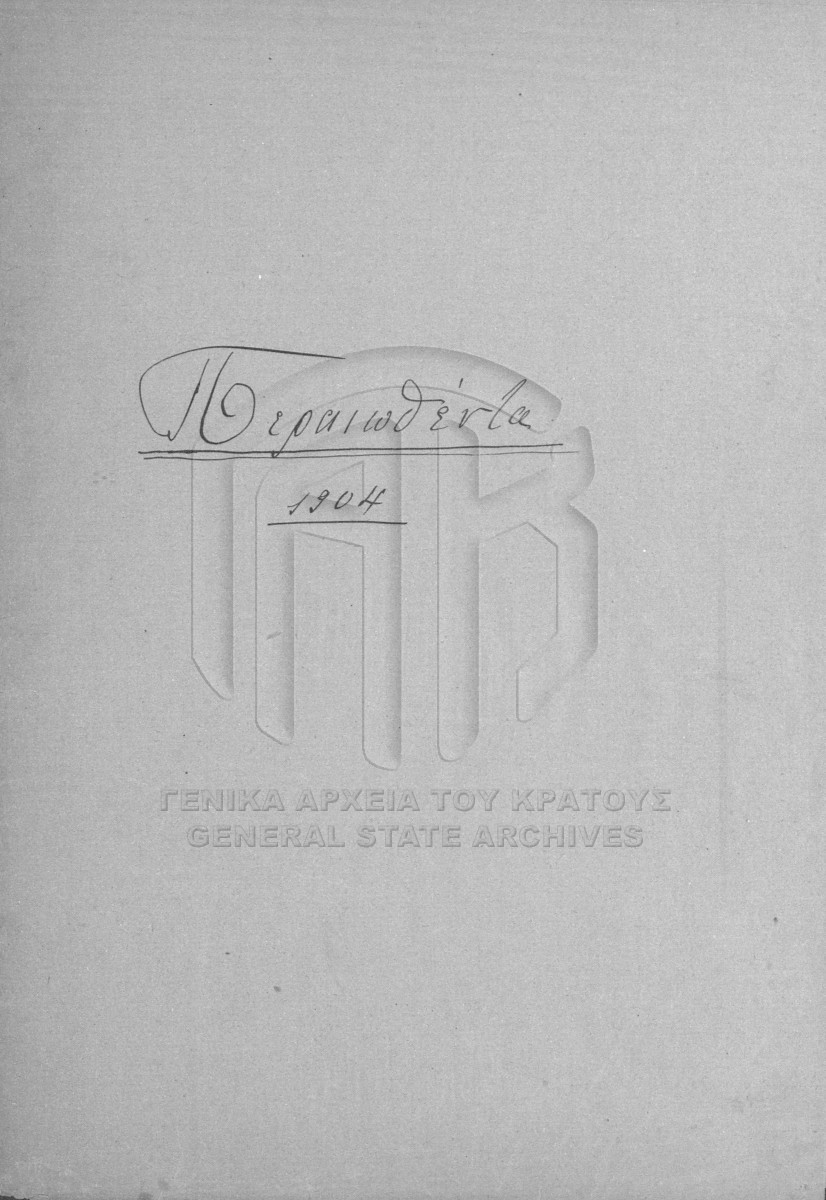 Περαιωθέντα
1904
ΓΕΝΙΚΑ ΑΡΧΕΙΑ ΤΟΥ ΚΡΑΤΟΥΣ
GENERAL STATE ARCHIVES